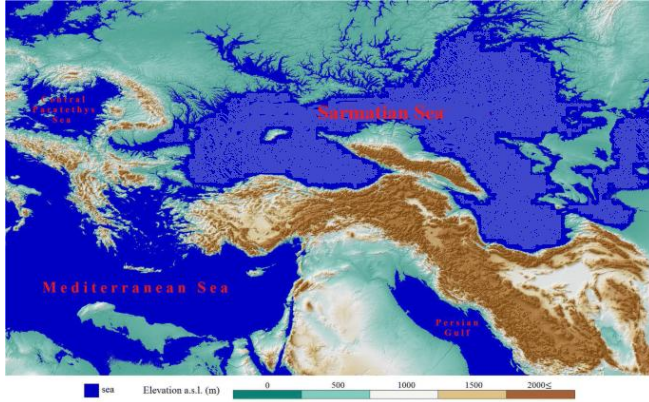 Central
Paratethys
Sea
Sarmatian Sea
Mediterranean Sea
Persian
Gulf
sea Elevation a.s.l. (m) 0 500 1000 1500 2000≤